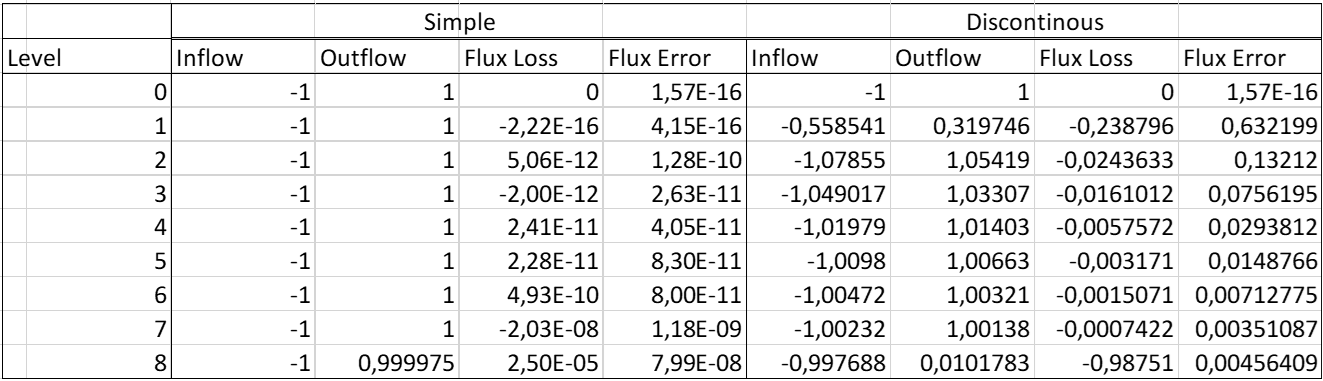 Simple Discontinous
Level Inflow Outflow Flux Loss Flux Error Inflow Outflow Flux Loss Flux Error
0 -1 1 0 1,57E-16 -1 1 0 1,57E-16
1 -1 1 -2,22E-16 4,15E-16 -0,558541 0,319746 -0,238796 0,632199
2 -1 1 5,06E-12 1,28E-10 -1,07855 1,05419 -0,0243633 0,13212
3 -1 1 -2,00E-12 2,63E-11 -1,049017 1,03307 -0,0161012 0,0756195
4 -1 1 2,41E-11 4,05E-11 -1,01979 1,01403 -0,0057572 0,0293812
5 -1 1 2,28E-11 8,30E-11 -1,0098 1,00663 -0,003171 0,0148766
6 -1 1 4,93E-10 8,00E-11 -1,00472 1,00321 -0,0015071 0,00712775
7 -1 1 -2,03E-08 1,18E-09 -1,00232 1,00138 -0,0007422 0,00351087
8 -1 0,999975 2,50E-05 7,99E-08 -0,997688 0,0101783 -0,98751 0,00456409